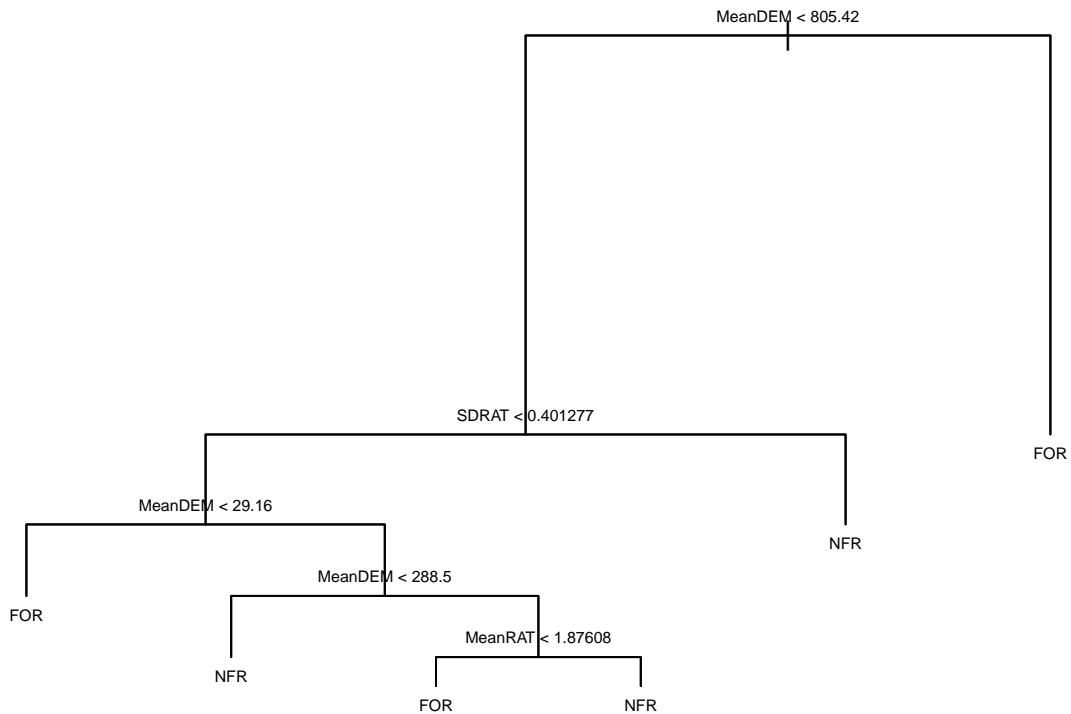 MeanDEM < 805.42
SDRAT < 0.401277
FOR
MeanDEM < 29.16
NFR
MeanDEM < 288.5
FOR
MeanRAT < 1.87608
NFR
FOR
NFR